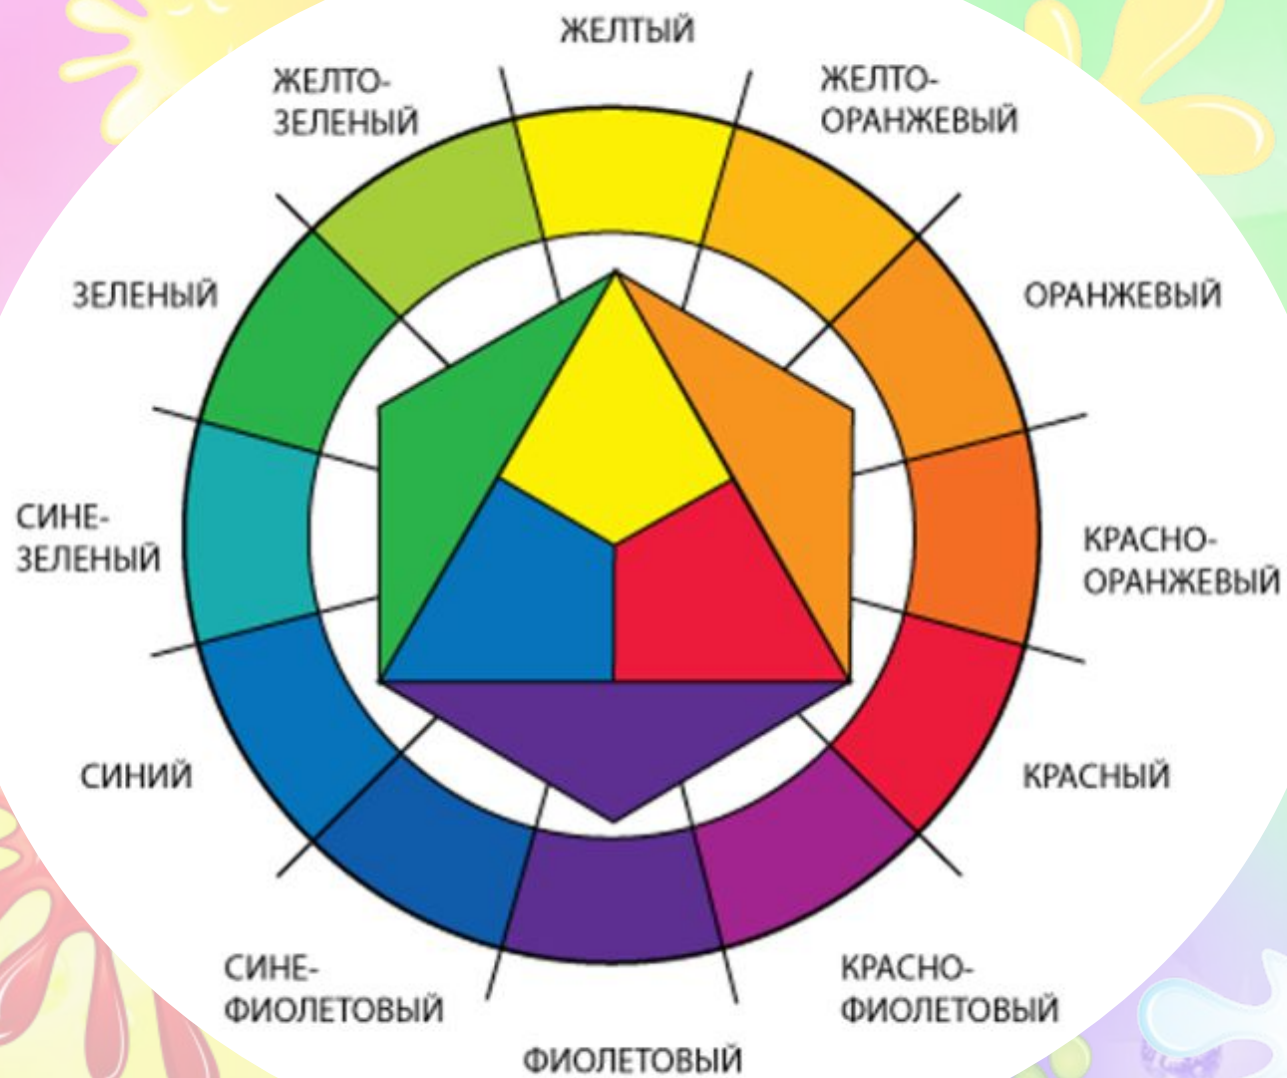 ЖЕЛТЫЙ
ЖЕЛТО-
ЗЕЛЕНЫЙ
ЖЕЛТО-
ОРАНЖЕВЫЙ
ЗЕЛЕНЫЙ
ОРАНЖЕВЫЙ
СИНЕ-
ЗЕЛЕНЫЙ
КРАСНО-
ОРАНЖЕВЫЙ
СИНИЙ
КРАСНЫЙ
СИНЕ-
ФИОЛЕТОВЫЙ
КРАСНО-
ФИОЛЕТОВЫЙ
ФИОЛЕТОВЫЙ